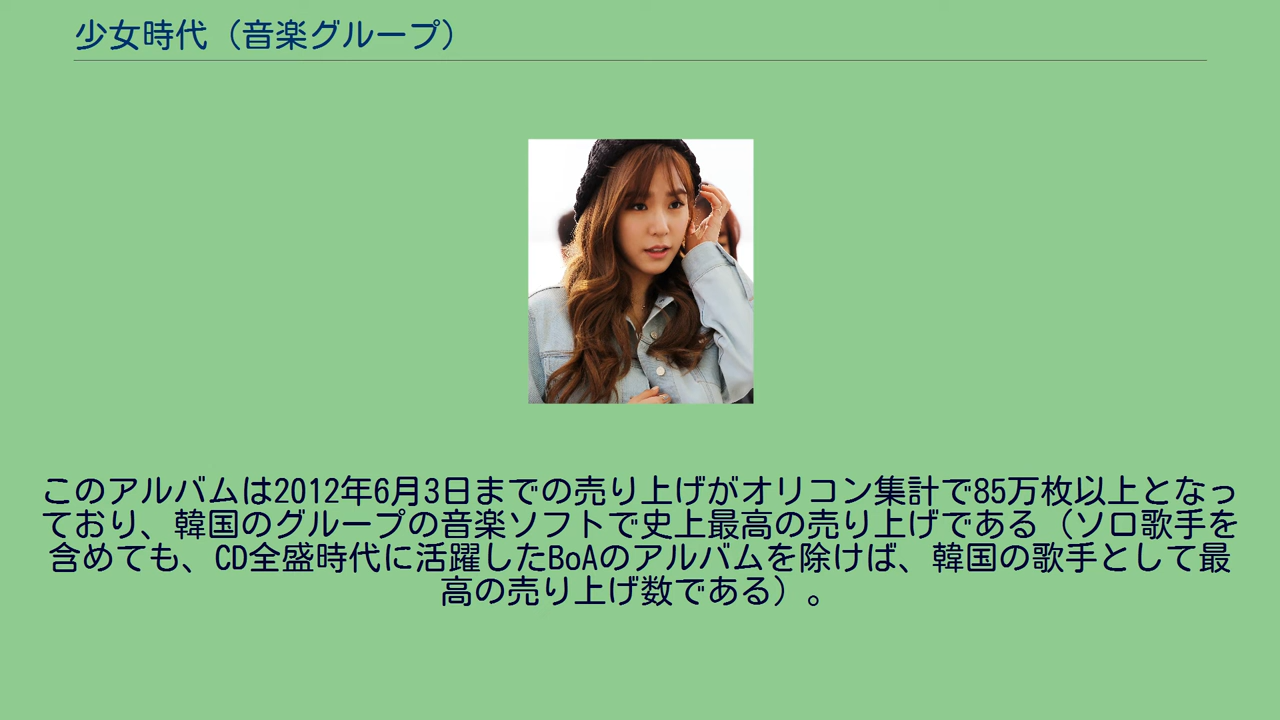 少女時代（音楽グループ）
このアルバムは2012年6月3日までの売り上げがオリコン集計で85万枚以上となっ
ており、韓国のグループの音楽ソフトで史上最高の売り上げである（ソロ歌手を
含めても、CD全盛時代に活躍したBoAのアルバムを除けば、韓国の歌手として最
高の売り上げ数である）。